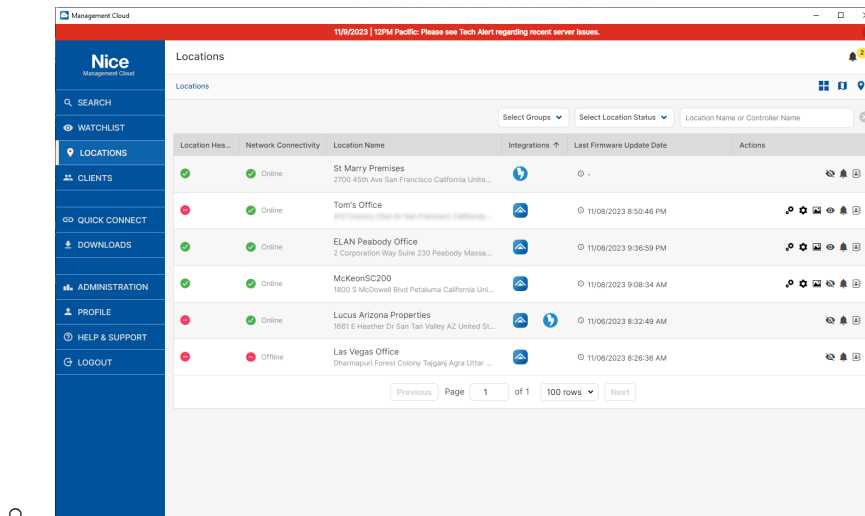 Management Cloud
11/9/2023 | 12PM Pacific: Please see Tech Alert regarding recent server issues.
Nice
Management Cloud
SEARCH
WATCHLIST
LOCATIONS
CLIENTS
QUICK CONNECT
DOWNLOADS
ADMINISTRATION
PROFILE
HELP & SUPPORT
LOGOUT
Locations
2
Locations
Select Groups
Select Location Status
Location Name or Controller Name
Location Hea... Network Connectivity Location Name Integrations Last Firmware Update Date Actions
St Marry Premises
Online
2700 45th Ave San Francisco California Unite...
-
Tom's Office
Online
11/08/2023 8:50:46 PM
ELAN Peabody Office
Online
2 Corporation Way Suire 230 Peabody Massa...
11/08/2023 9:36:59 PM
McKeonSC200
Online
1800 S McDowell Blvd Petaluma California Uni...
11/08/2023 9:08:34 AM
Lucus Arizona Properties
Online
1661 E Heather Dr San Tan Valley AZ United St...
11/06/2023 8:32:49 AM
Las Vegas Office
Offline
Dharmapuri Forest Colony Tajganj Agra Uttar ...
11/08/2023 8:26:36 AM
Previous Page 1 of 1 100 rows Next